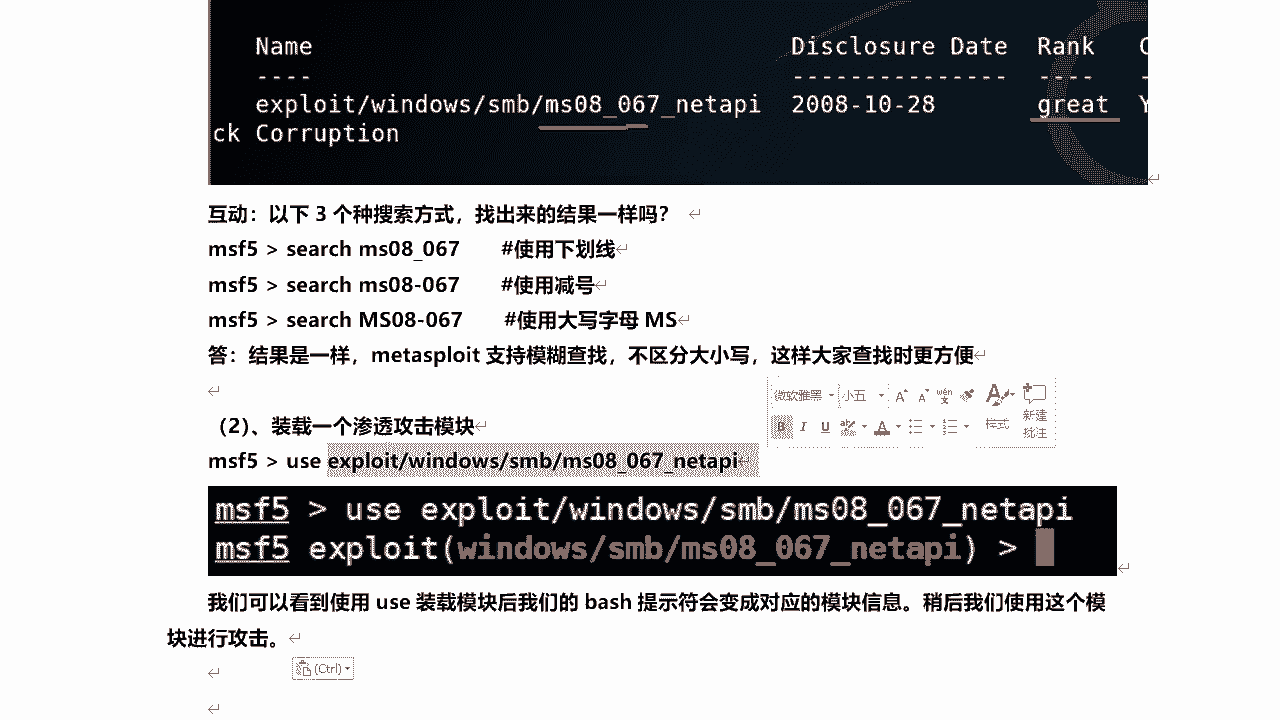 Name Disclosure Date Rank C
---- --------------- ---- -
exploit/windows/smb/ms08_067_netapi 2008-10-28 great Y
ck Corruption
互动：以下 3 个种搜索方式，找出来的结果一样吗？
msf5 > search ms08_067 #使用下划线
msf5 > search ms08-067 #使用减号
msf5 > search MS08-067 #使用大写字母 MS
答：结果是一样，metasploit 支持模糊查找，不区分大小写，这样大家查找时更方便
微软雅黑 小五 A A wén 文 A 新建
B I U A 样式 批注
（2）、装载一个渗透攻击模块
msf5 > use exploit/windows/smb/ms08_067_netapi
msf5 > use exploit/windows/smb/ms08_067_netapi
msf5 exploit(windows/smb/ms08_067_netapi) >
我们可以看到使用 use 装载模块后我们的 bash 提示符会变成对应的模块信息。稍后我们使用这个模
块进行攻击。
(Ctrl)